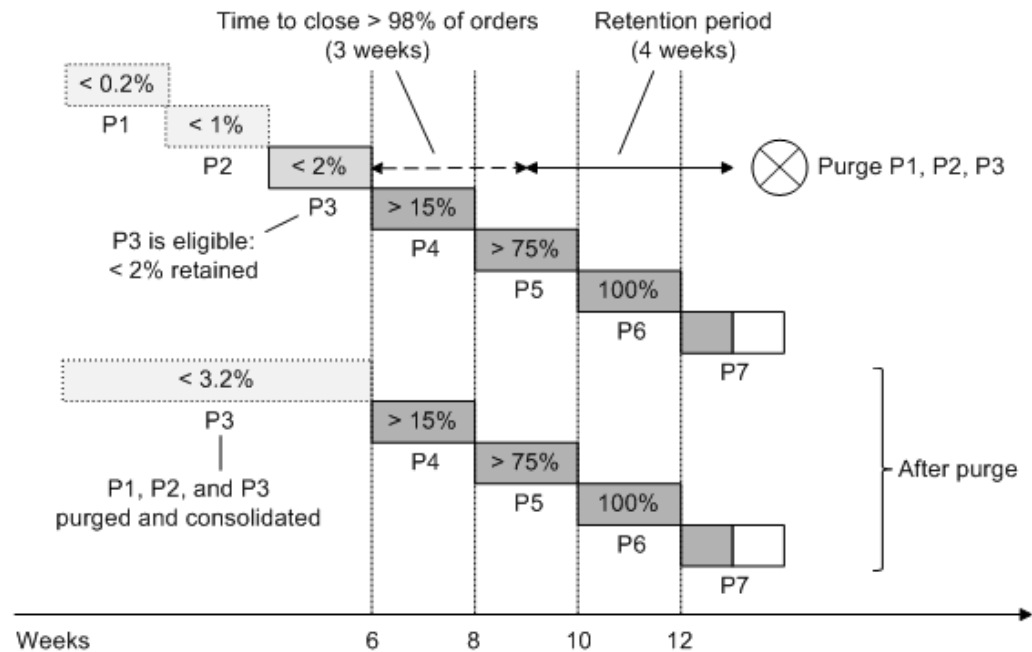 Time to close > 98% of orders
(3 weeks)
Retention period
(4 weeks)
< 0.2%
P1
< 1%
P2
< 2%
P3
Purge P1, P2, P3
> 15%
P4
P3 is eligible:
< 2% retained
> 75%
P5
100%
P6
P7
< 3.2%
P3
> 15%
P4
> 75%
P5
After purge
P1, P2, and P3
purged and consolidated
100%
P6
P7
Weeks 6 8 10 12